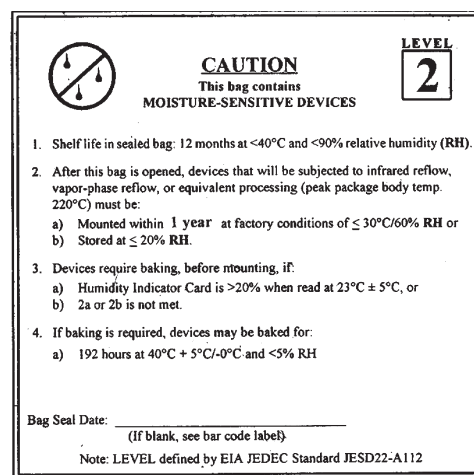 LEVEL
2
CAUTION
This bag contains
MOISTURE-SENSITIVE DEVICES
1. Shelf life in sealed bag: 12 months at <40°C and <90% relative humidity (RH).
2. After this bag is opened, devices that will be subjected to infrared reflow,
vapor-phase reflow, or equivalent processing (peak package body temp.
220°C) must be:
a) Mounted within 1 year at factory conditions of ≤ 30°C/60% RH or
b) Stored at ≤ 20% RH.
3. Devices require baking, before mounting, if:
a) Humidity Indicator Card is >20% when read at 23°C ± 5°C, or
b) 2a or 2b is not met.
4. If baking is required, devices may be baked for:
a) 192 hours at 40°C + 5°C/-0°C and <5% RH
Bag Seal Date:
(If blank, see bar code label)
Note: LEVEL defined by EIA JEDEC Standard JESD22-A112